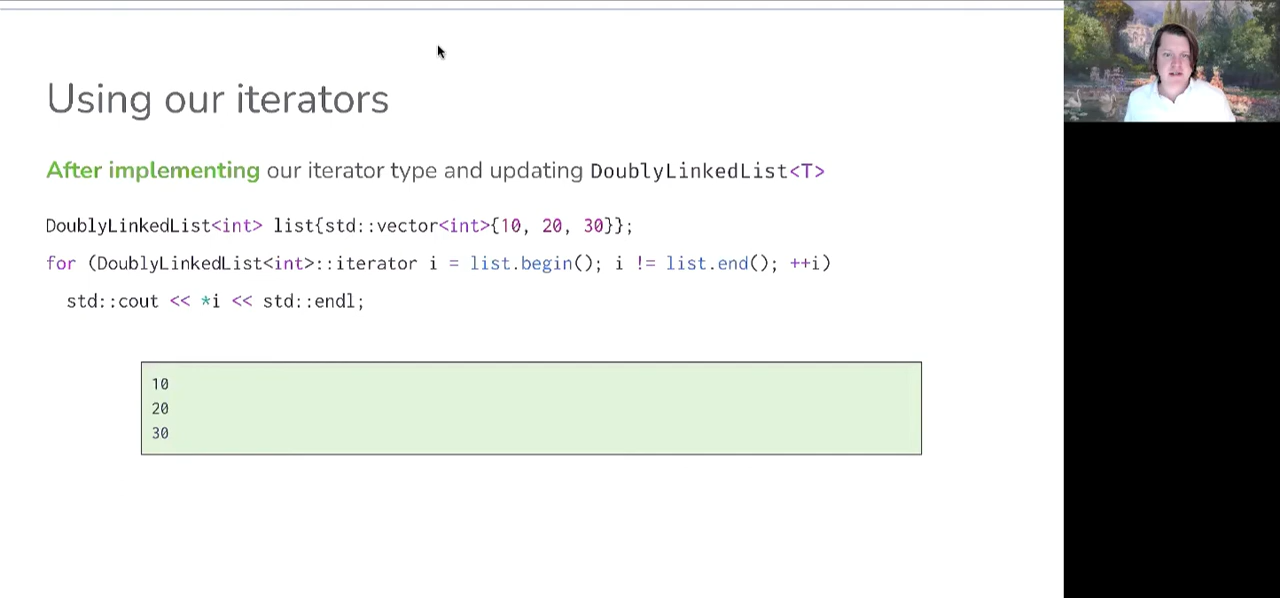 Using our iterators
After implementing our iterator type and updating DoublyLinkedList<T>
DoublyLinkedList<int> list{std::vector<int>{10, 20, 30}};
for (DoublyLinkedList<int>::iterator i = list.begin(); i != list.end(); ++i)
std::cout << *i << std::endl;
10
20
30